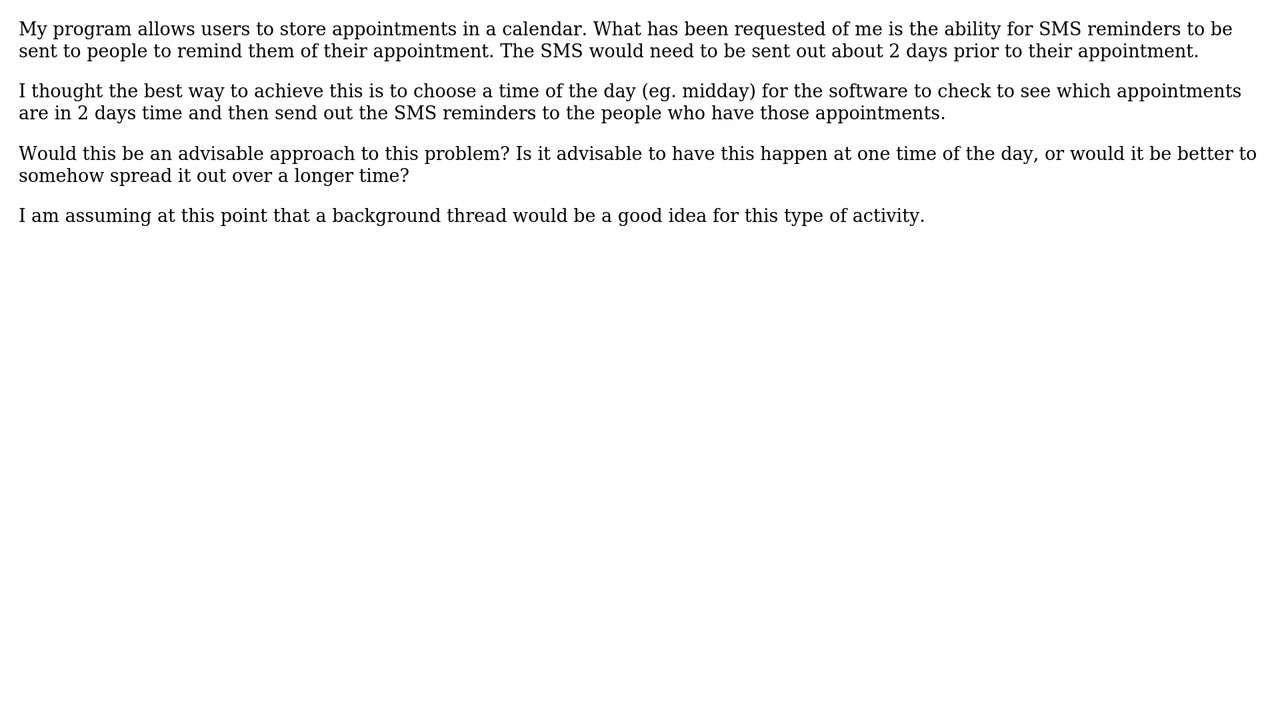 My program allows users to store appointments in a calendar. What has been requested of me is the ability for SMS reminders to be
sent to people to remind them of their appointment. The SMS would need to be sent out about 2 days prior to their appointment.
I thought the best way to achieve this is to choose a time of the day (eg. midday) for the software to check to see which appointments
are in 2 days time and then send out the SMS reminders to the people who have those appointments.
Would this be an advisable approach to this problem? Is it advisable to have this happen at one time of the day, or would it be better to
somehow spread it out over a longer time?
I am assuming at this point that a background thread would be a good idea for this type of activity.